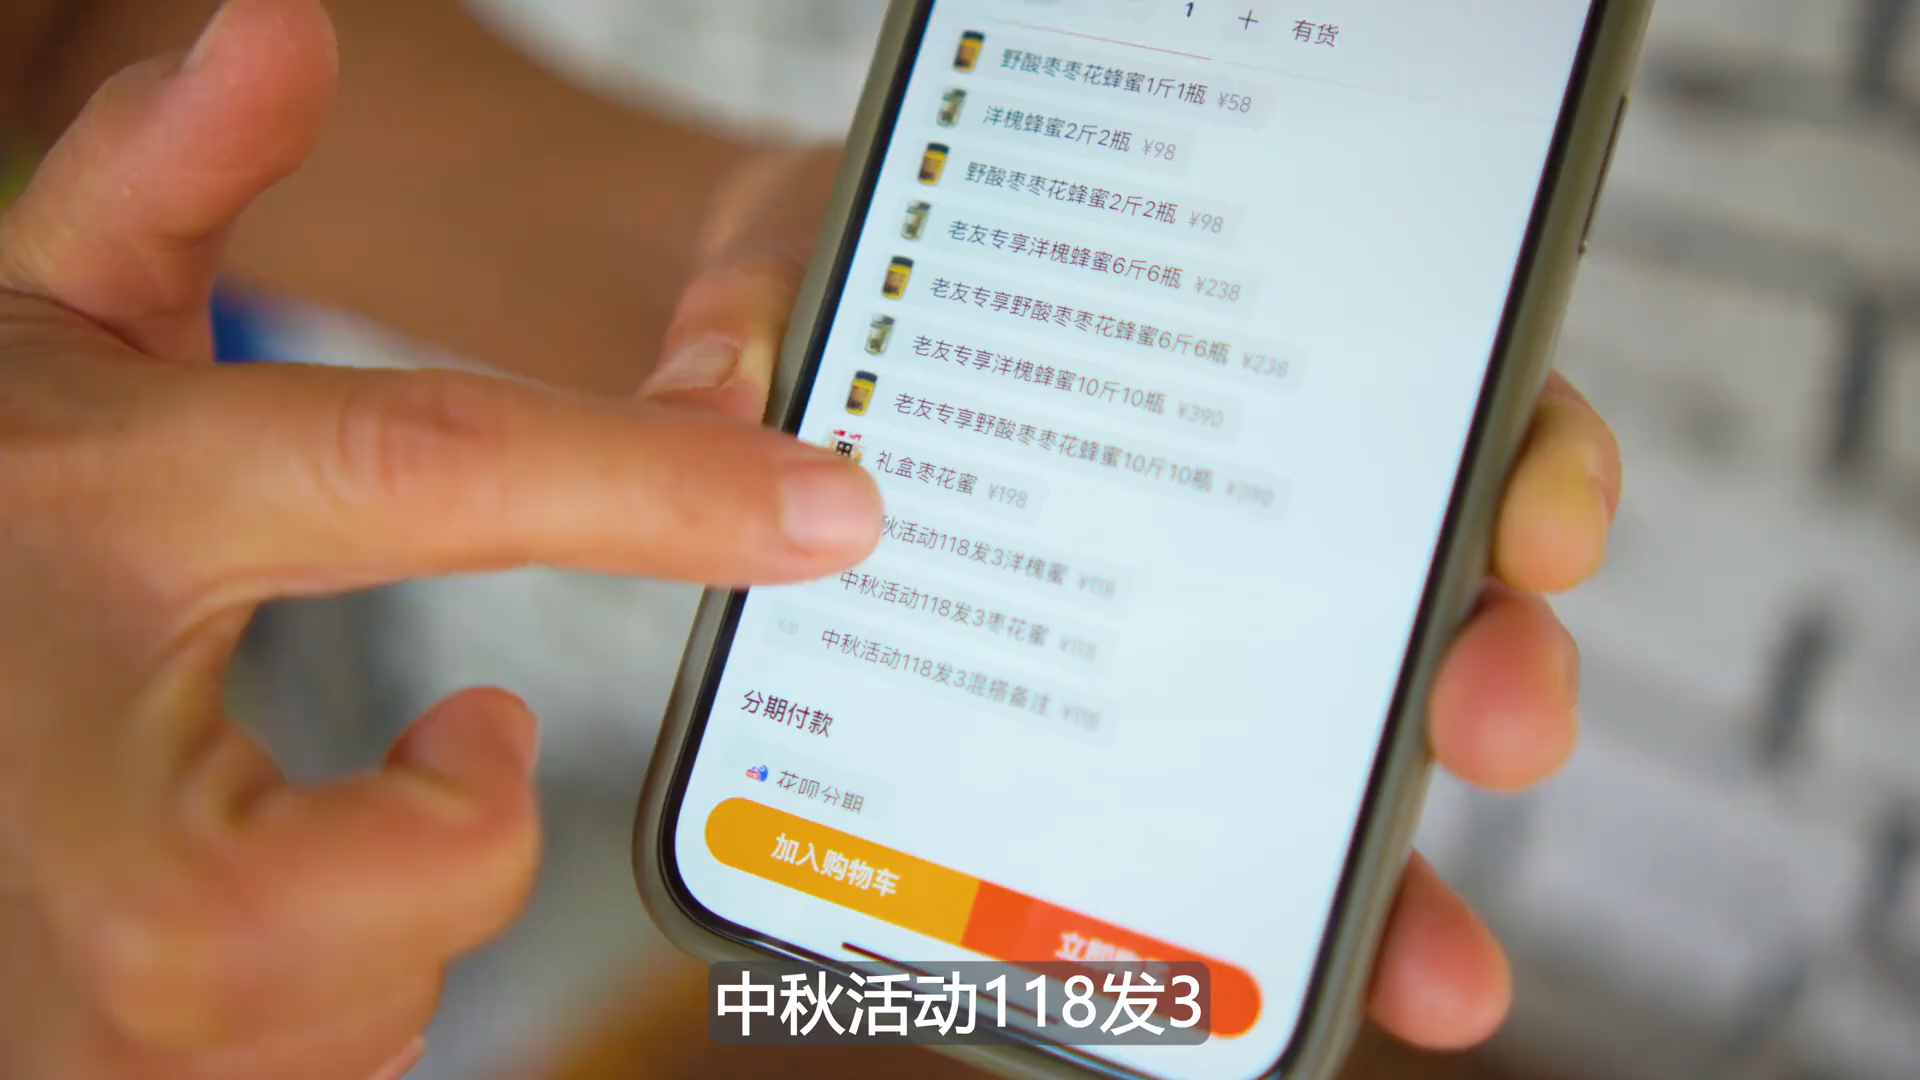 1 + 有货
野酸枣枣花蜂蜜1斤1瓶 ¥58
洋槐蜂蜜2斤2瓶 ¥98
野酸枣枣花蜂蜜2斤2瓶 ¥98
老友专享洋槐蜂蜜6斤6瓶 ¥238
老友专享野酸枣枣花蜂蜜6斤6瓶 ¥238
老友专享洋槐蜂蜜10斤10瓶 ¥390
老友专享野酸枣枣花蜂蜜10斤10瓶 ¥390
礼盒枣花蜜 ¥198
秋活动118发3洋槐蜜 ¥118
中秋活动118发3枣花蜜 ¥118
中秋活动118发3混搭备注 ¥118
分期付款
花呗分期
加入购物车
立即
中秋活动118发3